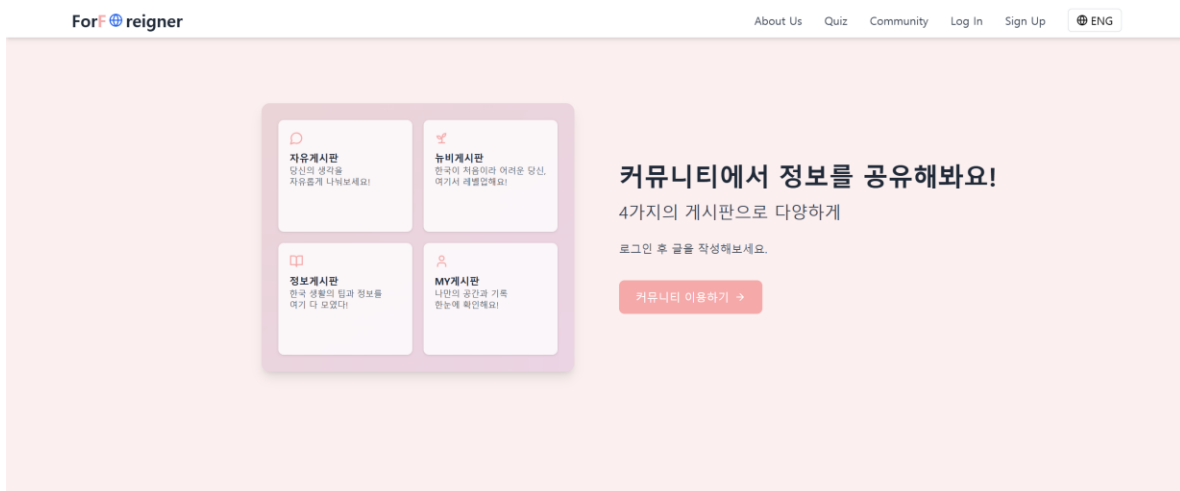 ForF reigner
About Us Quiz Community Log In Sign Up ENG
자유게시판
당신의 생각을
자유롭게 나눠보세요!
뉴비게시판
한국이 처음이라 어려운 당신,
여기서 레벨업해요!
정보게시판
한국 생활의 팁과 정보를
여기 다 모였다!
MY게시판
나만의 공간과 기록
한눈에 확인해요!
커뮤니티에서 정보를 공유해봐요!
4가지의 게시판으로 다양하게
로그인 후 글을 작성해보세요.
커뮤니티 이용하기 →